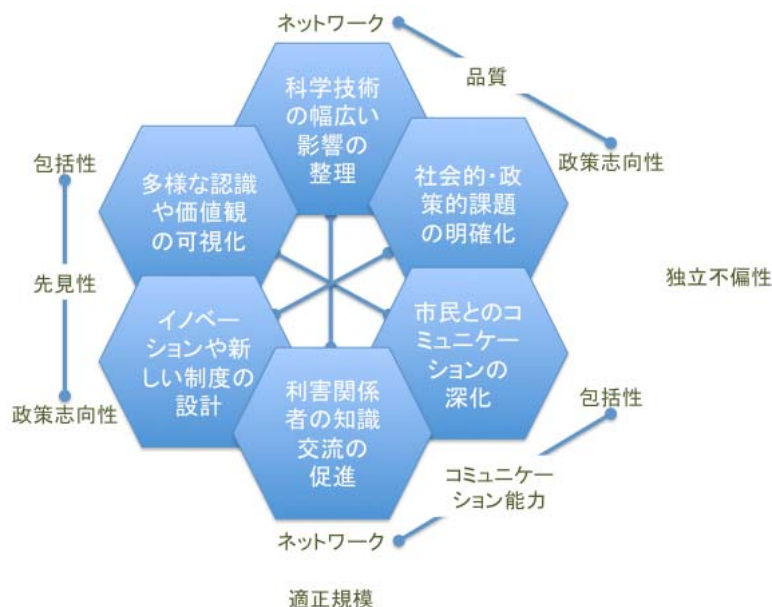 ネットワーク
品質
政策志向性
科学技術
の幅広い
影響の
整理
社会的・政
策的課題
の明確化
包括性
先見性
政策志向性
多様な認識
や価値観
の可視化
独立不偏性
イノベー
ションや新
しい制度の
設計
市民とのコ
ミュニケー
ションの
深化
利害関係
者の知識
交流の
促進
包括性
コミュニケー
ション能力
ネットワーク
適正規模